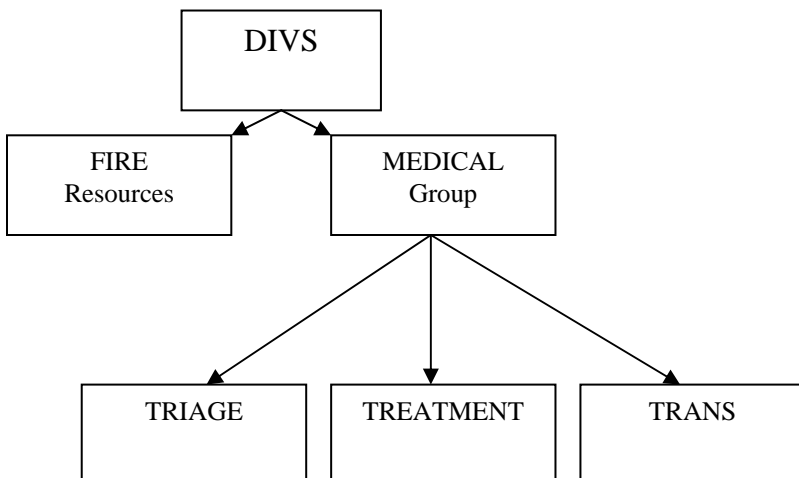 DIVS
FIRE
Resources
MEDICAL
Group
TRIAGE
TREATMENT
TRANS